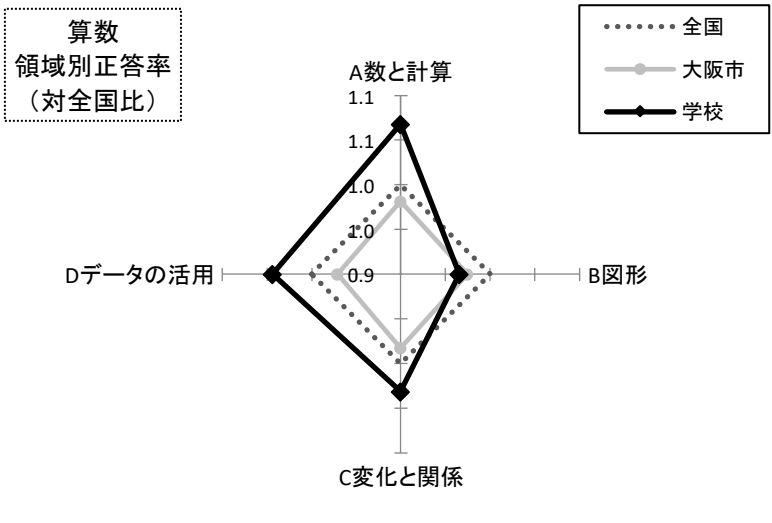 算数
領域別正答率
（対全国比）
全国
大阪市
学校
A数と計算
1.1
1.1
1.0
1.0
0.9
Dデータの活用
B図形
C変化と関係